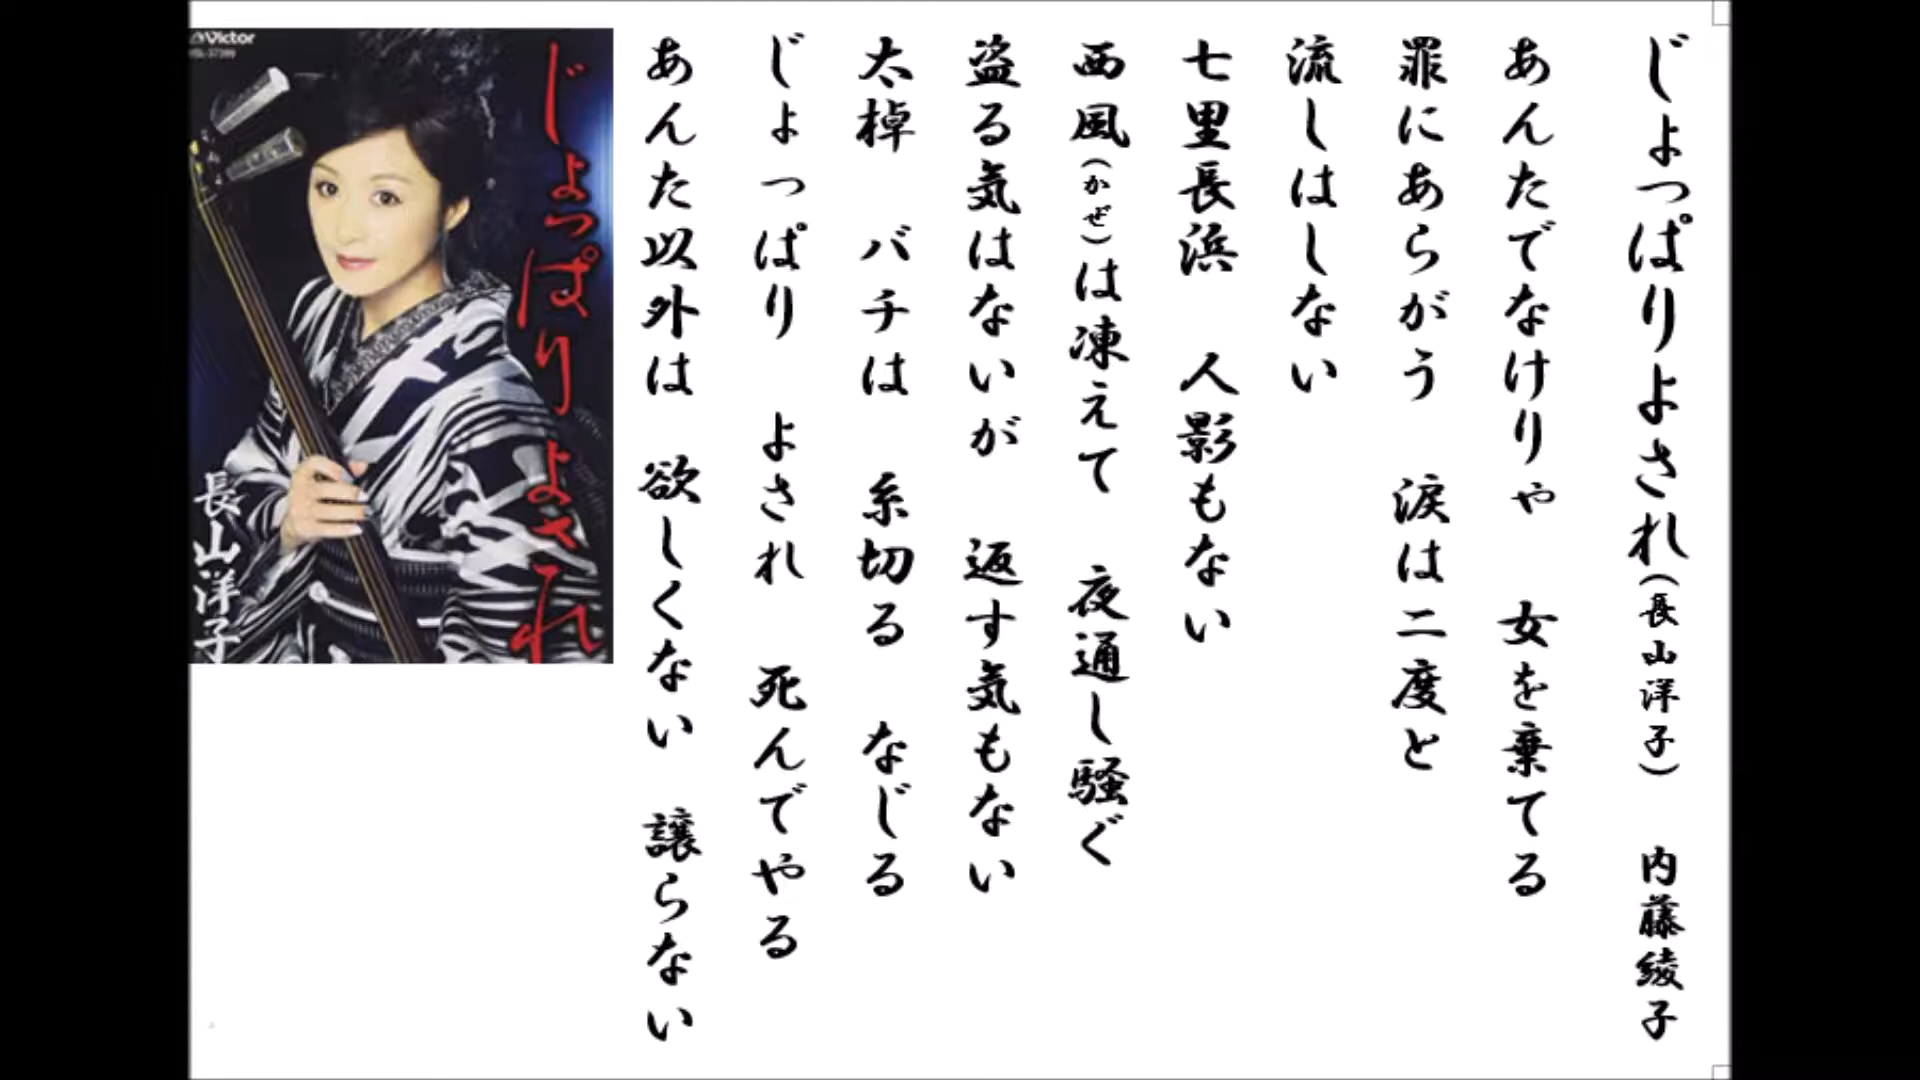 じょっぱりよされ（長山洋子）　内藤綾子
あんたでなけりゃ　女を棄てる
罪にあらがう　涙は二度と
流しはしない
七里長浜　人影もない
西風（かぜ）は凍えて　夜通し騒ぐ
盗る気はないが　返す気もない
太棹　バチは　糸切る　なじる
じょっぱり　よされ　死んでやる
あんた以外は　欲しくない　譲らない
Victor
じょっぱりよされ
長山洋子